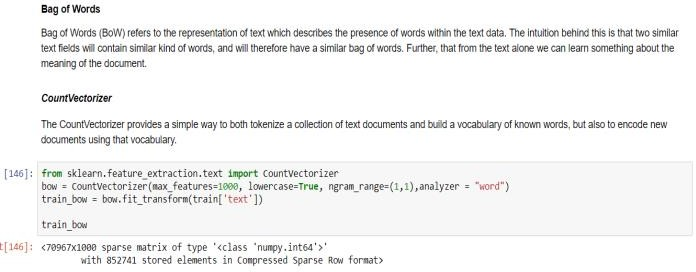 Bag of Words
Bag of Words (BoW) refers to the representation of text which describes the presence of words within the text data. The intuition behind this is that two similar
text fields will contain similar kind of words, and will therefore have a similar bag of words. Further, that from the text alone we can learn something about the
meaning of the document.
CountVectorizer
The CountVectorizer provides a simple way to both tokenize a collection of text documents and build a vocabulary of known words, but also to encode new
documents using that vocabulary.
[146]: from sklearn.feature_extraction.text import CountVectorizer
bow = CountVectorizer(max_features=1000, lowercase=True, ngram_range=(1,1),analyzer = "word")
train_bow = bow.fit_transform(train['text'])
train_bow
t[146]: <70967x1000 sparse matrix of type '<class 'numpy.int64'>'
with 852741 stored elements in Compressed Sparse Row format>